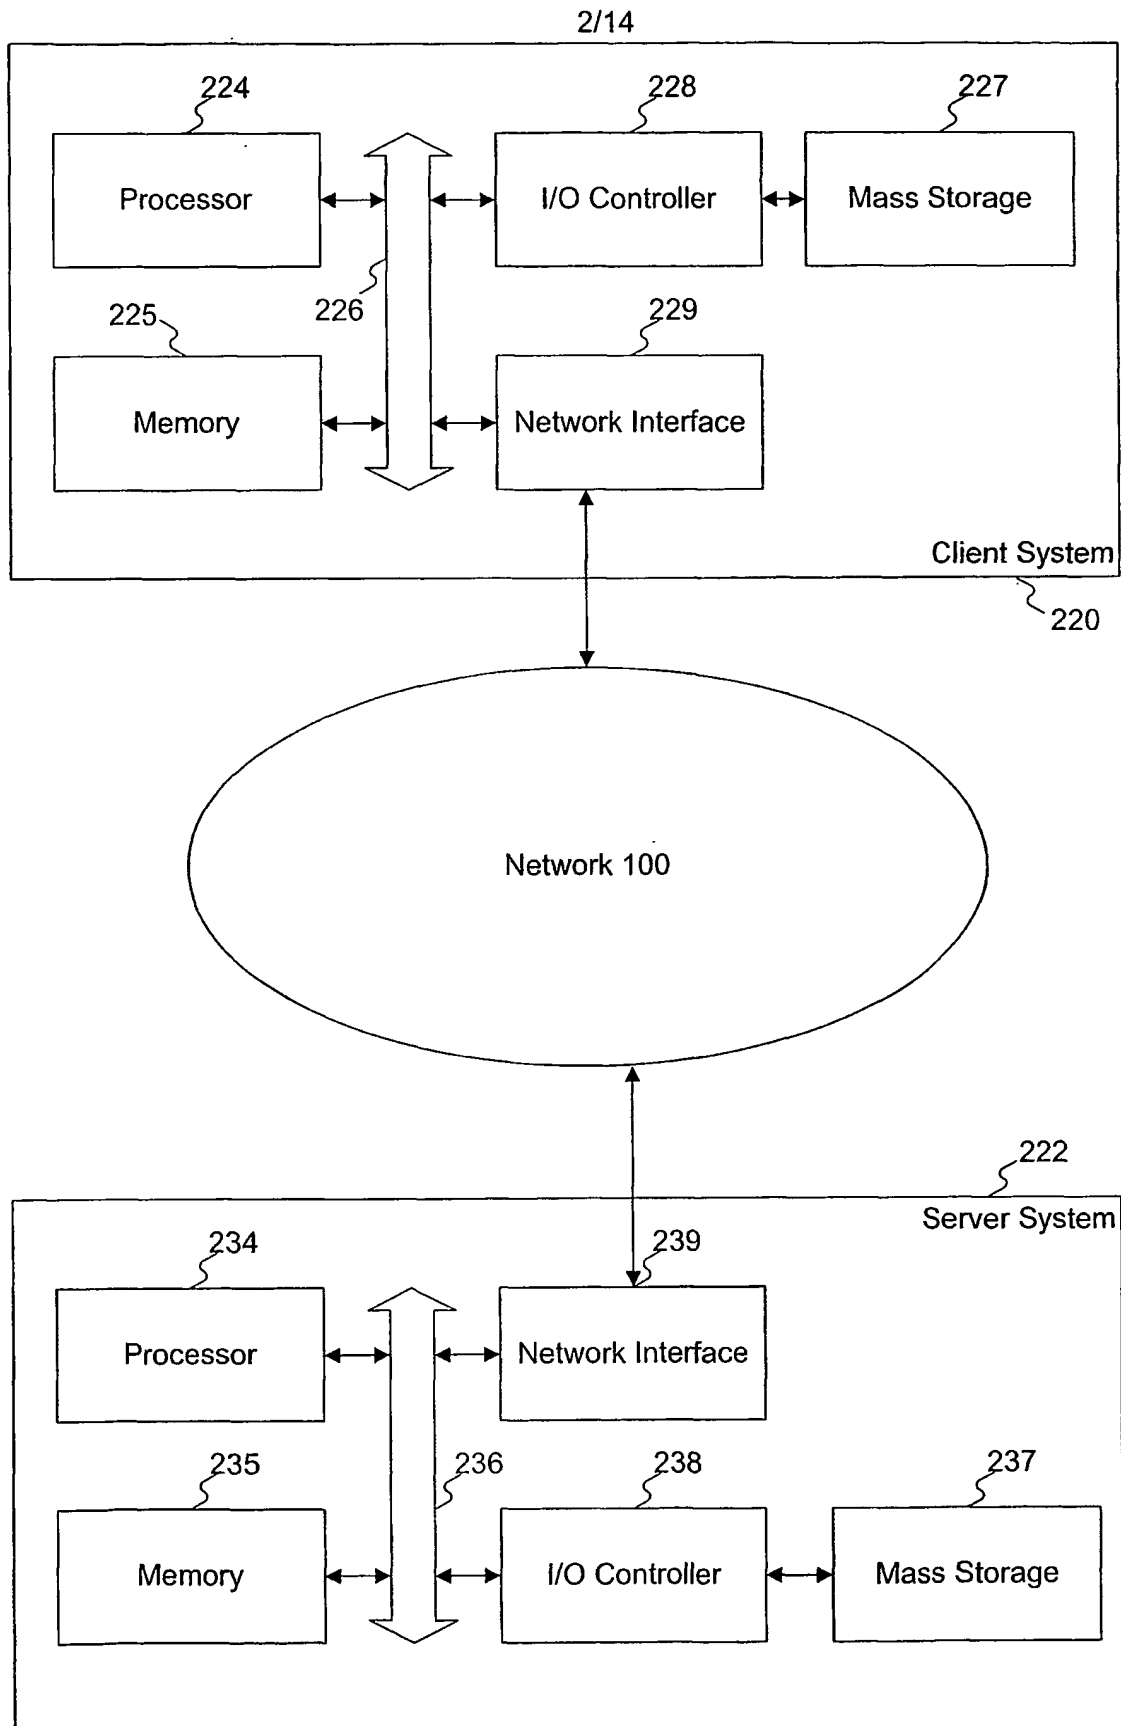 2/14
224
228
227
Processor
I/O Controller
Mass Storage
226
225
229
Memory
Network Interface
Client System
220
Network 100
222
Server System
234
239
Processor
Network Interface
235
236
238
237
Memory
I/O Controller
Mass Storage